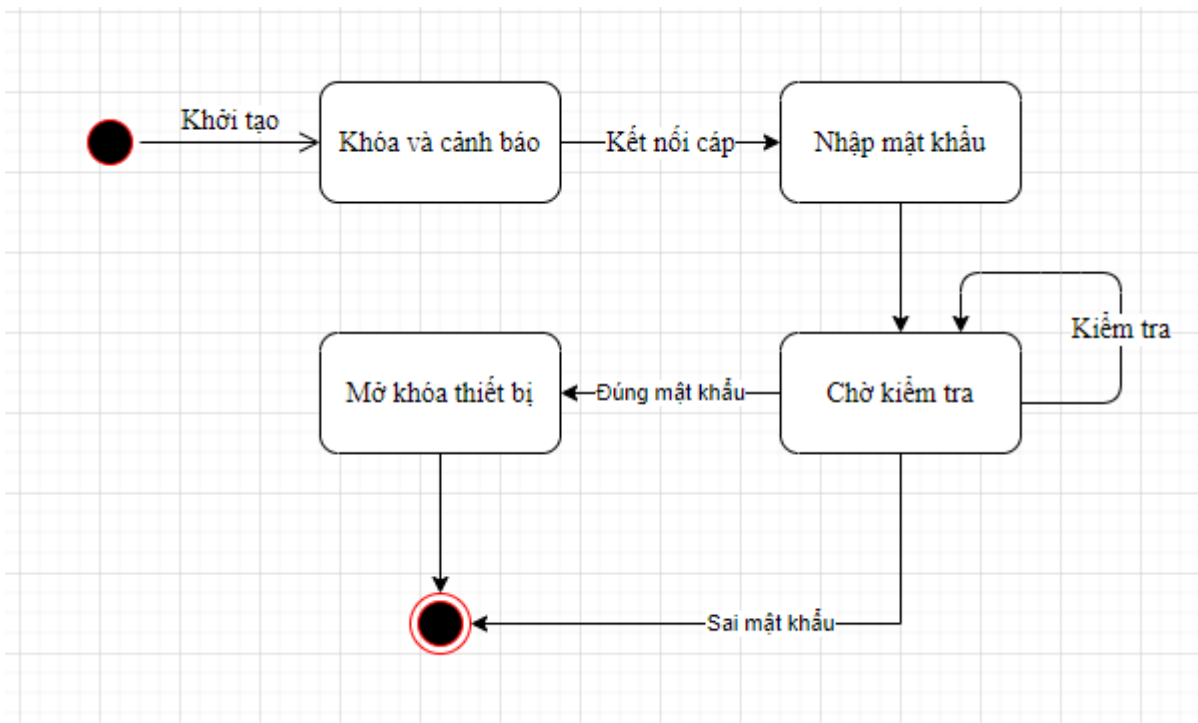 Khởi tạo
Khóa và cảnh báo
Kết nối cáp
Nhập mật khẩu
Kiểm tra
Mở khóa thiết bị
Đúng mật khẩu
Chờ kiểm tra
Sai mật khẩu